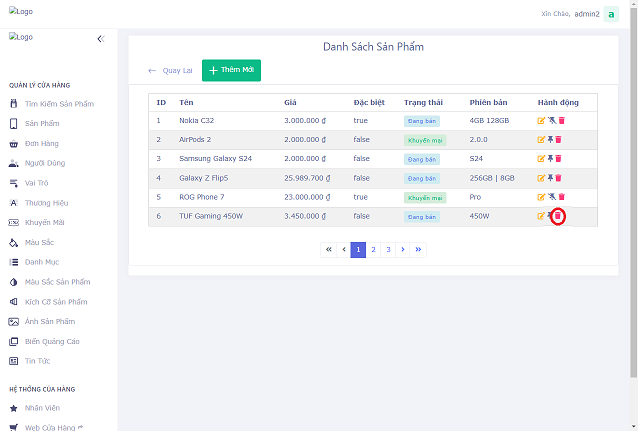 Logo
Xin Chào, admin2 a
Logo
QUẢN LÝ CỬA HÀNG
Tìm Kiếm Sản Phẩm
Sản Phẩm
Đơn Hàng
Người Dùng
Vai Trò
Thương Hiệu
Khuyến Mãi
Màu Sắc
Danh Mục
Màu Sắc Sản Phẩm
Kích Cỡ Sản Phẩm
Ảnh Sản Phẩm
Biển Quảng Cáo
Tin Tức
HỆ THỐNG CỬA HÀNG
Nhân Viên
Web Cửa Hàng
Danh Sách Sản Phẩm
Quay Lại
Thêm Mới
ID Tên Giá Đặc biệt Trạng thái Phiên bản Hành động
1 Nokia C32 3.000.000 ₫ true Đang bán 4GB 128GB
2 AirPods 2 2.000.000 ₫ false Khuyến mại 2.0.0
3 Samsung Galaxy S24 2.000.000 ₫ false Đang bán S24
4 Galaxy Z Flip5 25.989.700 ₫ false Đang bán 256GB | 8GB
5 ROG Phone 7 23.000.000 ₫ true Khuyến mại Pro
6 TUF Gaming 450W 3.450.000 ₫ false Đang bán 450W
« ‹ 1 2 3 › »